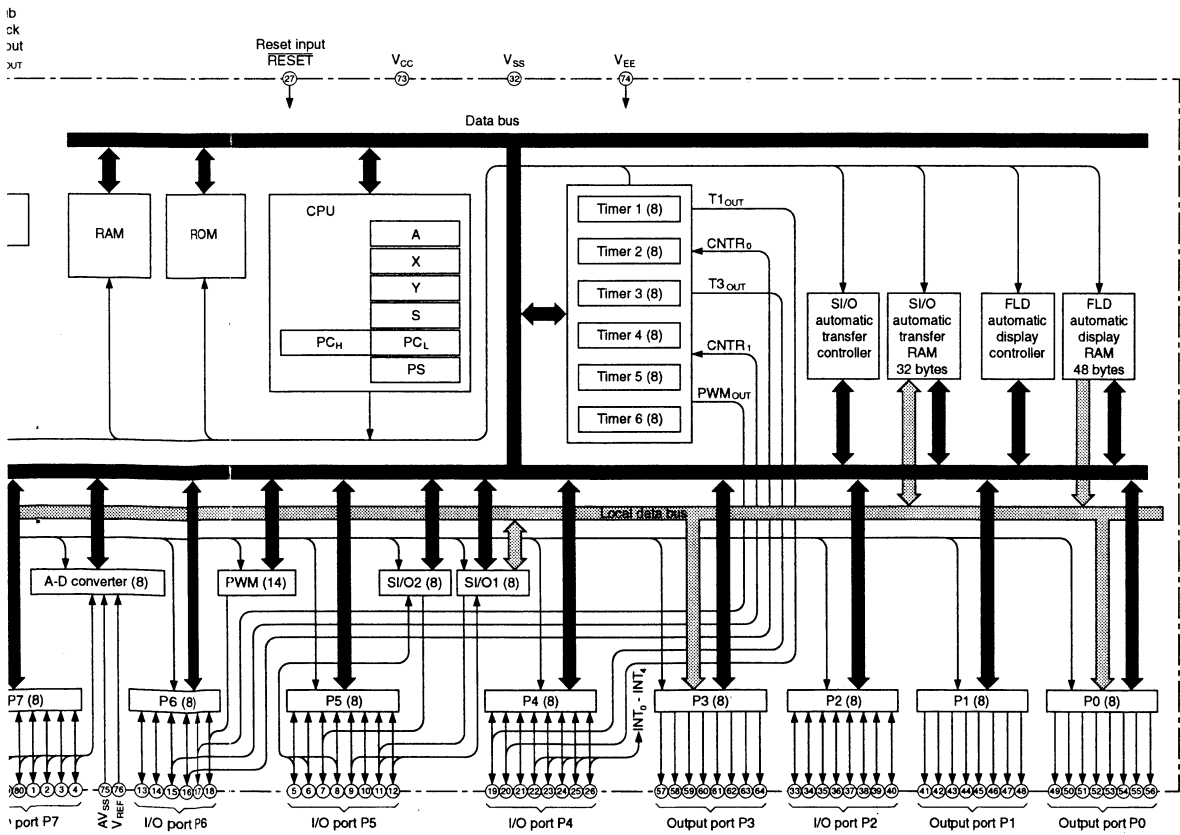 ub
ck
out
OUT
Reset input
RESET
VCC
VSS
VEE
27
73
32
74
Data bus
RAM
ROM
CPU
A
X
Y
S
PCH
PCL
PS
Timer 1 (8)
Timer 2 (8)
Timer 3 (8)
Timer 4 (8)
Timer 5 (8)
Timer 6 (8)
T1OUT
CNTR0
T3OUT
CNTR1
PWMOUT
SI/O
automatic
transfer
controller
SI/O
automatic
transfer
RAM
32 bytes
FLD
automatic
display
controller
FLD
automatic
display
RAM
48 bytes
Local data bus
A-D converter (8)
PWM (14)
SI/O2 (8)
SI/O1 (8)
INT0 - INT4
P7 (8)
P6 (8)
P5 (8)
P4 (8)
P3 (8)
P2 (8)
P1 (8)
P0 (8)
80 1 2 3 4
75 76
13 14 15 16 17 18
5 6 7 8 9 10 11 12
19 20 21 22 23 24 25 26
57 58 59 60 61 62 63 64
33 34 35 36 37 38 39 40
41 42 43 44 45 46 47 48
49 50 51 52 53 54 55 56
port P7
AVSS
VREF
I/O port P6
I/O port P5
I/O port P4
Output port P3
I/O port P2
Output port P1
Output port P0